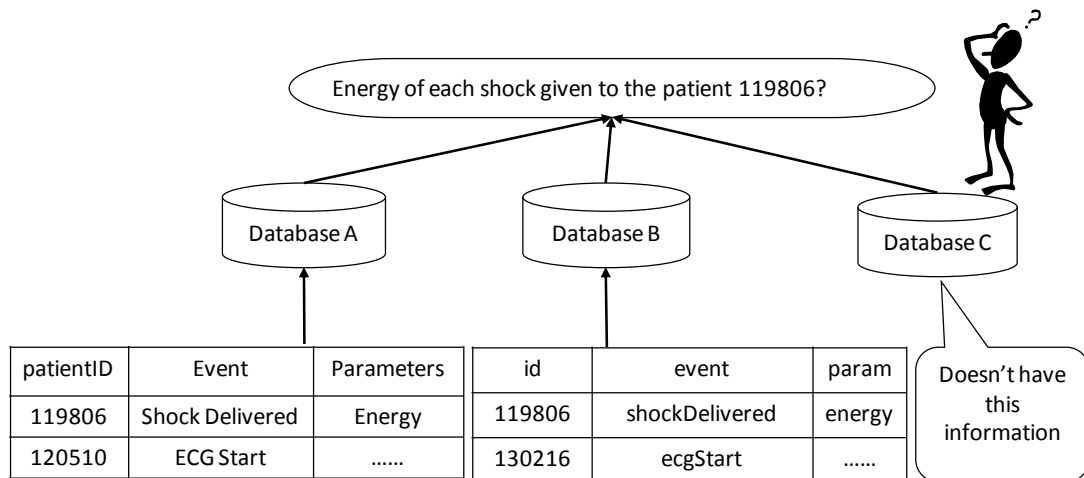 ?
Energy of each shock given to the patient 119806?
Database A
Database B
Database C
patientID Event Parameters
119806 Shock Delivered Energy
120510 ECG Start ......
id event param
119806 shockDelivered energy
130216 ecgStart ......
Doesn't have
this
information